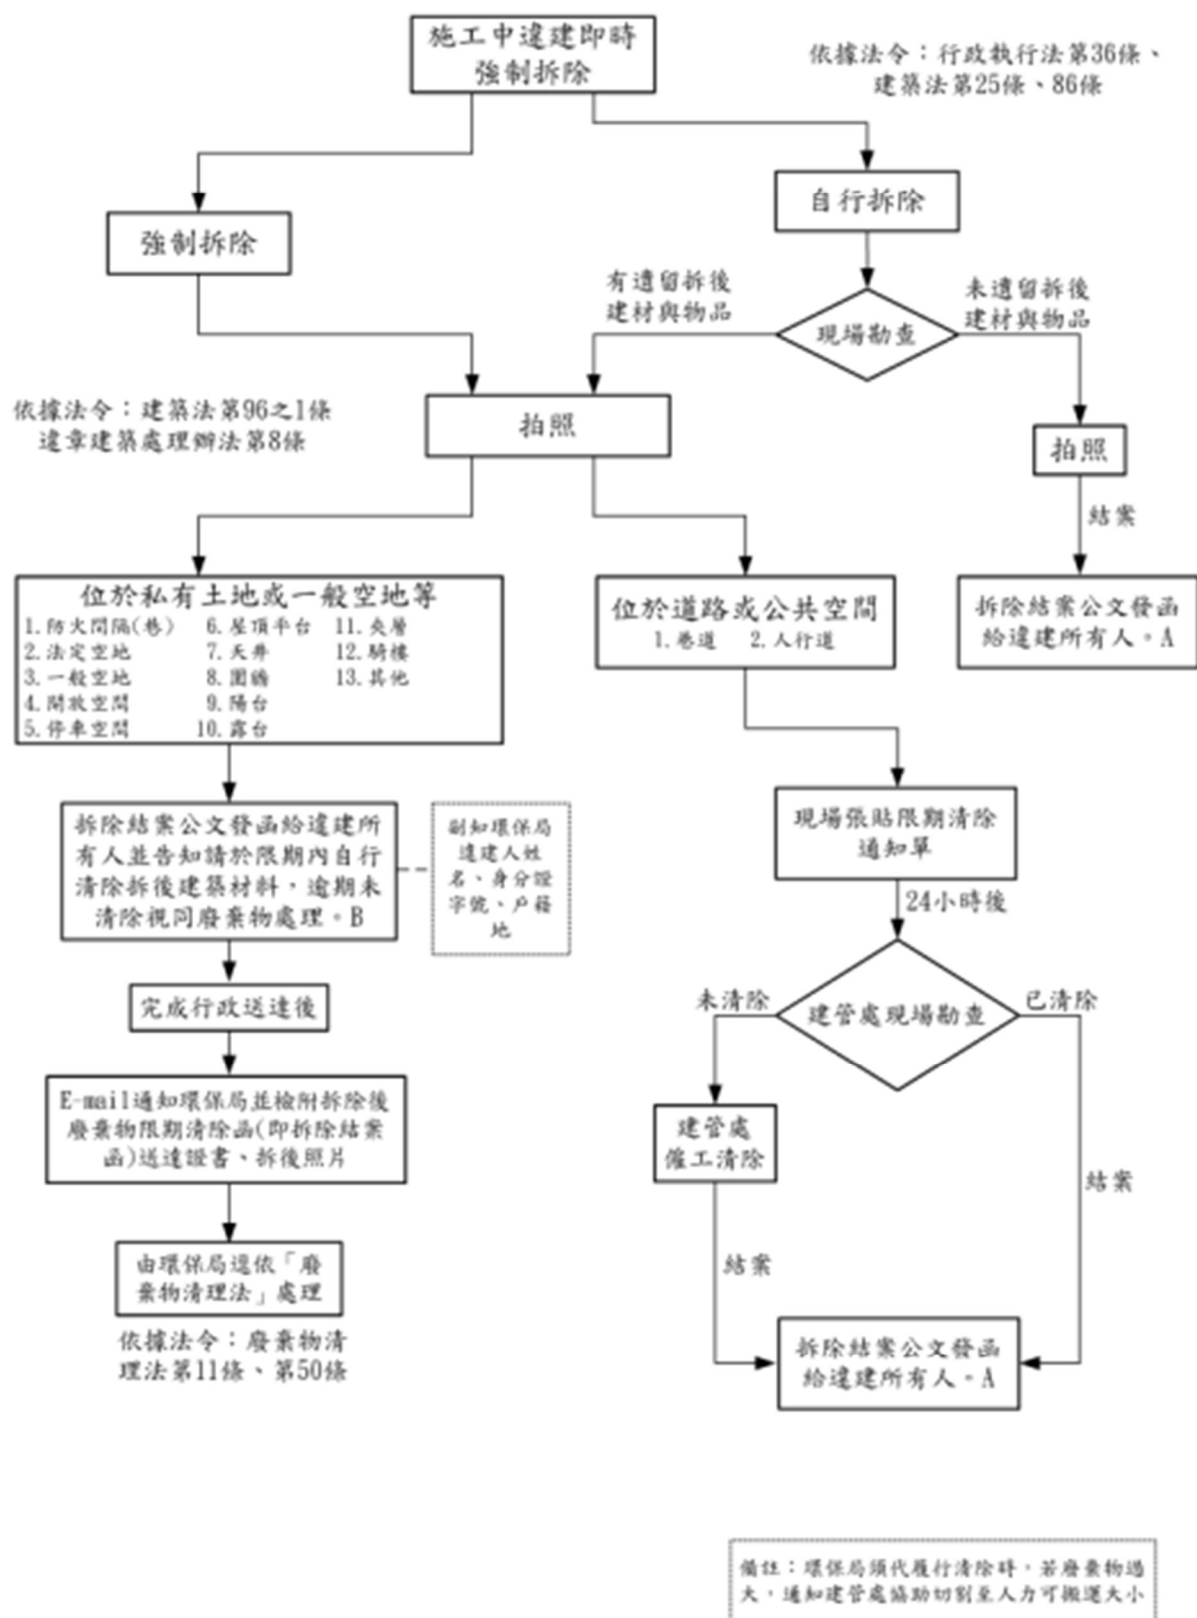 施工中違建即時
強制拆除
依據法令：行政執行法第36條、
建築法第25條、86條
自行拆除
強制拆除
有遺留拆後
建材與物品
未遺留拆後
建材與物品
現場勘查
依據法令：建築法第96之1條
違章建築處理辦法第8條
拍照
拍照
結案
位於私有土地或一般空地等
1.防火間隔(巷) 6.屋頂平台 11.夾層
2.法定空地 7.天井 12.騎樓
3.一般空地 8.圍牆 13.其他
4.開放空間 9.陽台
5.停車空間 10.露台
位於道路或公共空間
1.巷道 2.人行道
拆除結案公文發函
給違建所有人。A
拆除結案公文發函給違建所
有人並告知請於限期內自行
清除拆後建築材料，逾期未
清除視同廢棄物處理。B
副知環保局
違建人姓
名、身分證
字號、戶籍
地
現場張貼限期清除
通知單
24小時後
完成行政送達後
未清除
已清除
建管處現場勘查
E-mail通知環保局並檢附拆除後
廢棄物限期清除函(即拆除結案
函)送達證書、拆後照片
建管處
僱工清除
結案
結案
由環保局逕依「廢
棄物清理法」處理
依據法令：廢棄物清
理法第11條、第50條
拆除結案公文發函
給違建所有人。A
備註：環保局須代履行清除時，若廢棄物過
大，通知建管處協助切割至人力可搬運大小